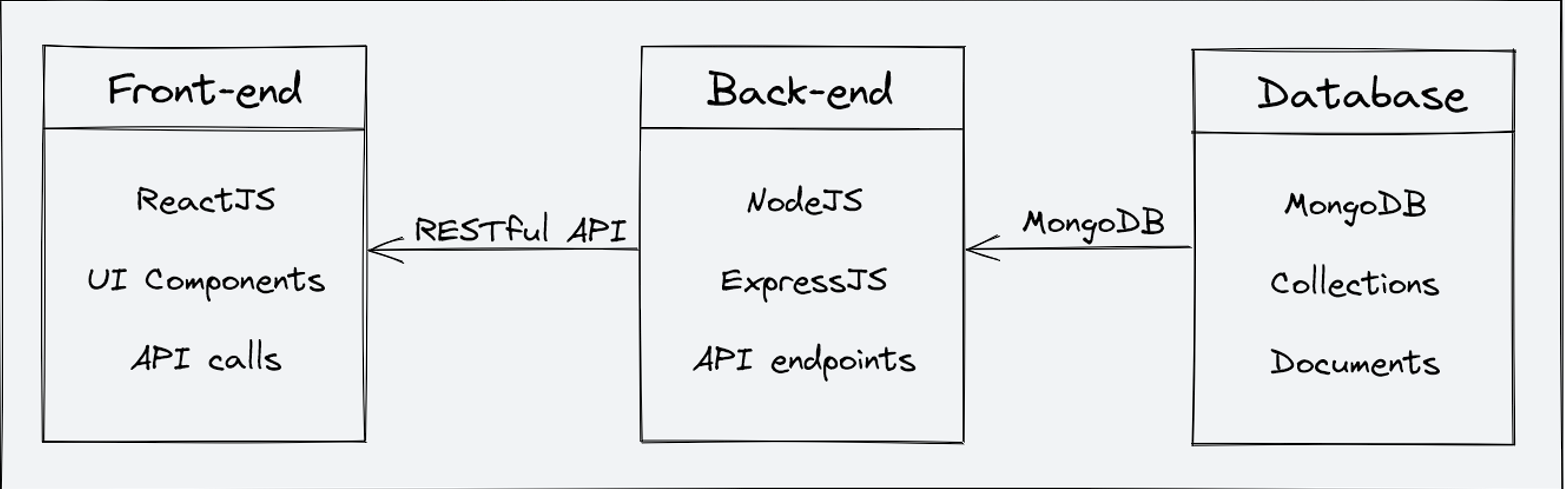 Front-end
ReactJS
UI Components
API calls
RESTful API
Back-end
NodeJS
ExpressJS
API endpoints
MongoDB
Database
MongoDB
Collections
Documents